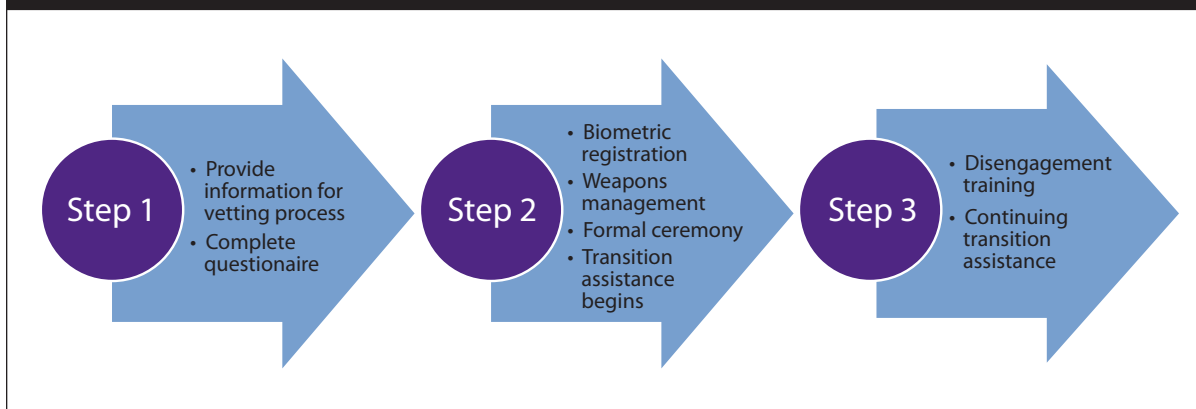 Step 1
• Provide
information for
vetting process
• Complete
questionaire
Step 2
• Biometric
registration
• Weapons
management
• Formal ceremony
• Transition
assistance
begins
Step 3
• Disengagement
training
• Continuing
transition
assistance